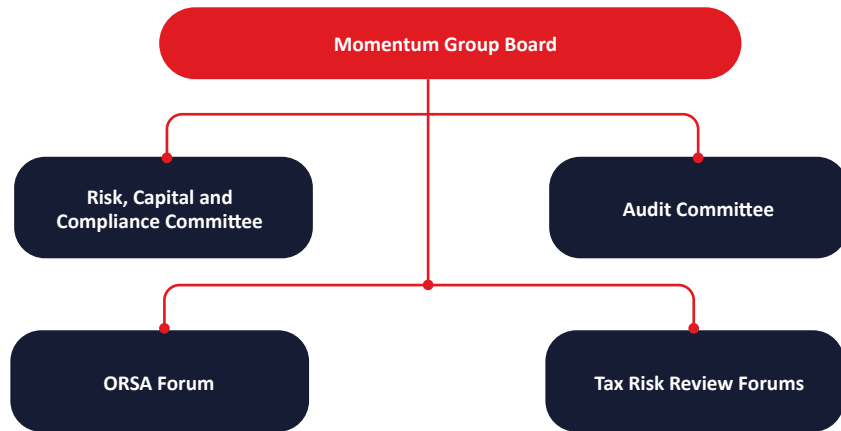 Momentum Group Board
Risk, Capital and
Compliance Committee
Audit Committee
ORSA Forum
Tax Risk Review Forums